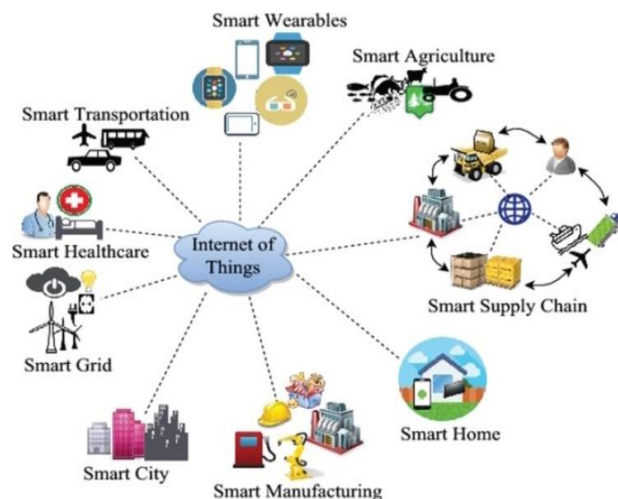 Smart Wearables
Smart Agriculture
Smart Transportation
Smart Healthcare
Internet of
Things
Smart Supply Chain
Smart Grid
Smart Home
Smart City
Smart Manufacturing